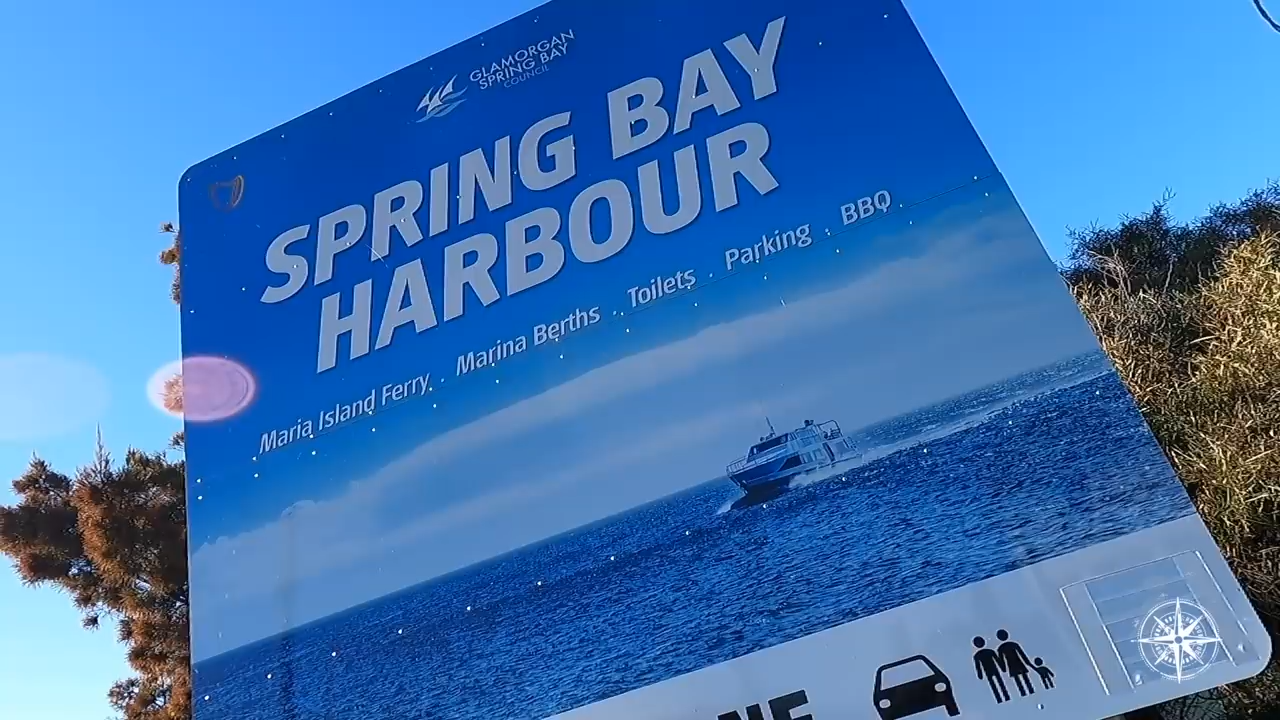 GLAMORGAN
SPRING BAY
COUNCIL
SPRING BAY
HARBOUR
Maria Island Ferry . Marina Berths . Toilets . Parking . BBQ